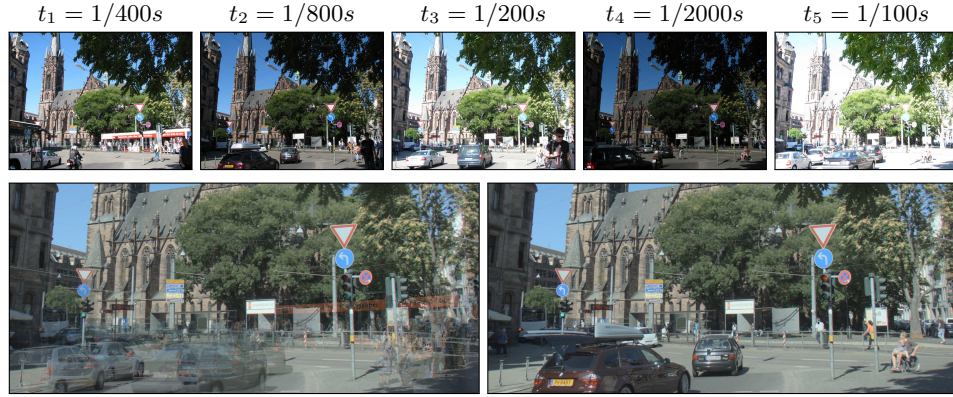 t₁ = 1/400s
t₂ = 1/800s
t₃ = 1/200s
t₄ = 1/2000s
t₅ = 1/100s